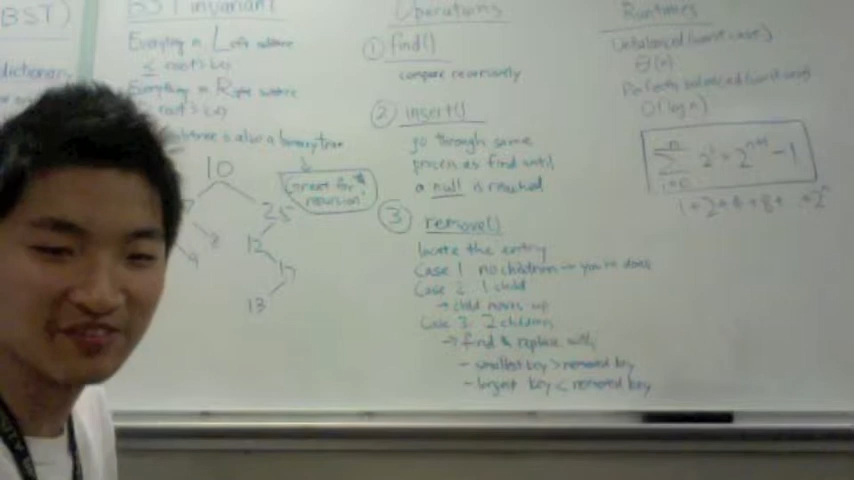 BST)
dictionary
BST invariant
Everything in Left subtree
≤ root's key
Everything in Right subtree
root's key
subtree is also a binary tree
Great for
recursion!
10
25
12
17
13
Operations
① find()
compare recursively
② insert()
go through same
process as find until
a null is reached
③ remove()
locate the entry
Case 1 no children → you're done
Case 2 1 child
→ child moves up
Case 3 2 children
→ find & replace with
- smallest key > removed key
- largest key < removed key
Runtimes
Unbalanced (worst case)
O(n)
Perfectly balanced (worst case)
O(log n)
n
∑ 2^i = 2^{n+1} - 1
i=0
1+2+4+8+ +2^n